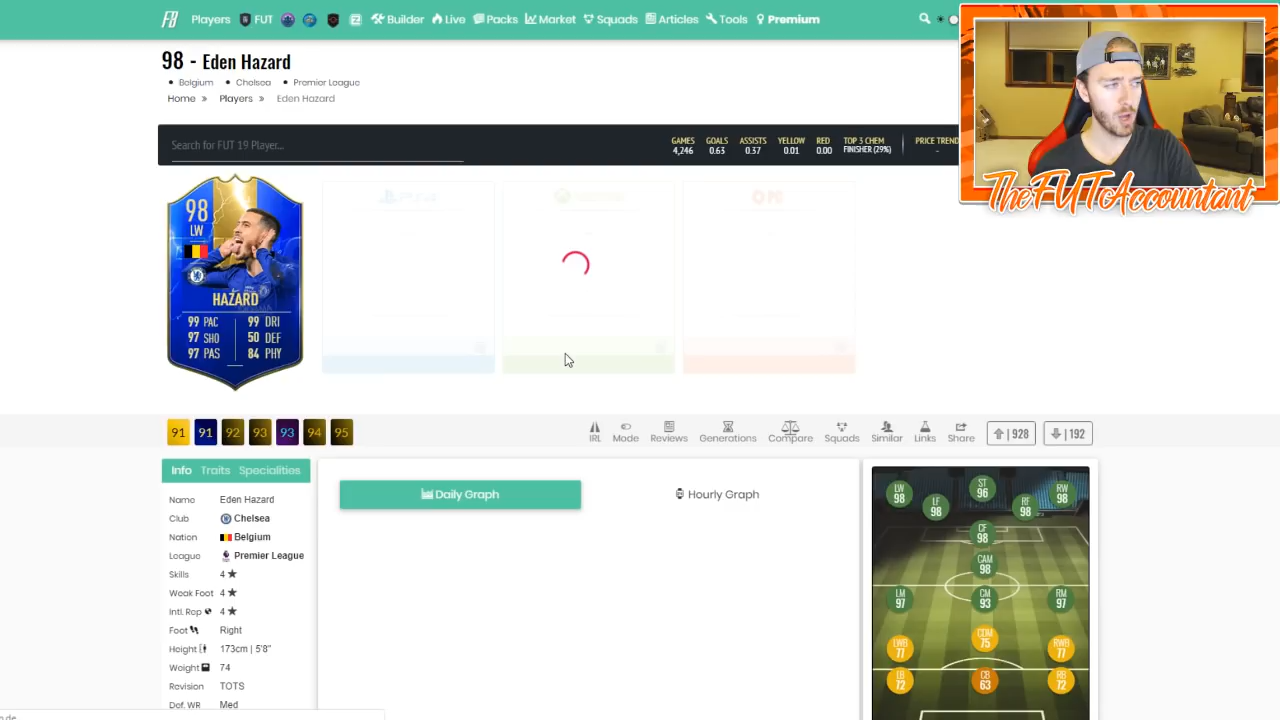 F8 Players FUT Builder Live Packs Market Squads Articles Tools Premium
98 - Eden Hazard
Belgium Chelsea Premier League
Home » Players » Eden Hazard
Search for FUT 19 Player...
GAMES GOALS ASSISTS YELLOW RED TOP 3 CHEM PRICE TREND
4,246 0.63 0.37 0.01 0.00 FINISHER (29%) -
TheFUTAccountant
98
LW
HAZARD
99 PAC 99 DRI
97 SHO 50 DEF
97 PAS 84 PHY
PC
91 91 92 93 93 94 95
IRL Mode Reviews Generations Compare Squads Similar Links Share 928 192
Info Traits Specialities
Daily Graph Hourly Graph
Name Eden Hazard
Club Chelsea
Nation Belgium
League Premier League
Skills 4
Weak Foot 4
Intl. Rep 4
Foot Right
Height 173cm | 5'8"
Weight 74
Revision TOTS
Def. WR Med
LW 98
ST 96
RW 98
LF 98
RF 98
CF 98
CAM 98
LM 97
CM 93
RM 97
LWB 77
CDM 75
RWB 77
LB 72
CB 63
RB 72